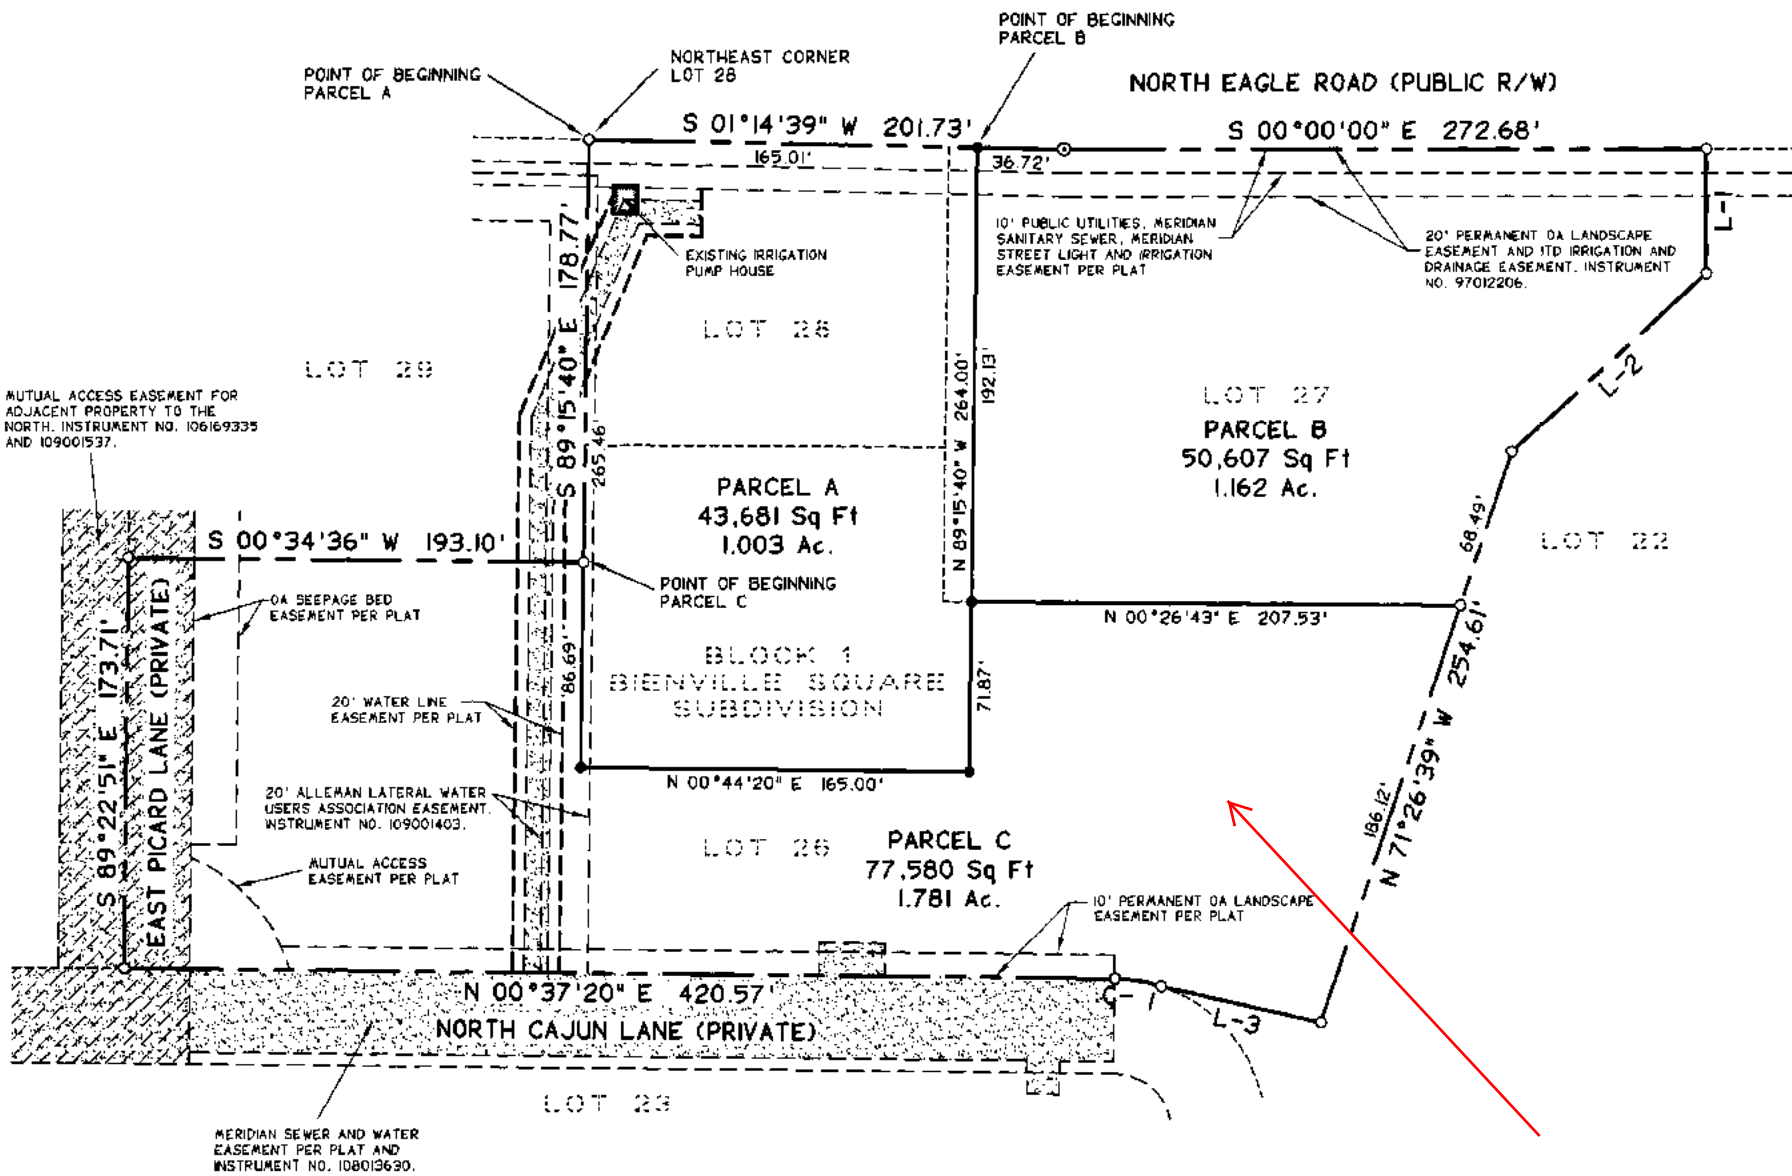 POINT OF BEGINNING
PARCEL B
NORTHEAST CORNER
LOT 28
POINT OF BEGINNING
PARCEL A
NORTH EAGLE ROAD (PUBLIC R/W)
S 01°14'39" W 201.73'
S 00°00'00" E 272.68'
165.01'
36.72'
L-1
10' PUBLIC UTILITIES, MERIDIAN
SANITARY SEWER, MERIDIAN
STREET LIGHT AND IRRIGATION
EASEMENT PER PLAT
20' PERMANENT OA LANDSCAPE
EASEMENT AND ITD IRRIGATION AND
DRAINAGE EASEMENT. INSTRUMENT
NO. 97012206.
EXISTING IRRIGATION
PUMP HOUSE
S 89°15'40" E 178.77'
265.46'
LOT 28
LOT 29
N 89°15'40" W 264.00'
192.13'
L-2
LOT 27
PARCEL B
50,607 Sq Ft
1.162 Ac.
MUTUAL ACCESS EASEMENT FOR
ADJACENT PROPERTY TO THE
NORTH. INSTRUMENT NO. 106169335
AND 109001537.
PARCEL A
43,681 Sq Ft
1.003 Ac.
68.49'
LOT 22
S 00°34'36" W 193.10'
POINT OF BEGINNING
PARCEL C
OA SEEPAGE BED
EASEMENT PER PLAT
N 00°26'43" E 207.53'
S 89°22'51" E 173.71'
EAST PICARD LANE (PRIVATE)
86.69'
BLOCK 1
BIENVILLE SQUARE
SUBDIVISION
71.87'
20' WATER LINE
EASEMENT PER PLAT
N 00°44'20" E 165.00'
N 71°26'39" W 254.61'
186.12'
20' ALLEMAN LATERAL WATER
USERS ASSOCIATION EASEMENT.
INSTRUMENT NO. 109001403.
LOT 26
PARCEL C
77,580 Sq Ft
1.781 Ac.
MUTUAL ACCESS
EASEMENT PER PLAT
10' PERMANENT OA LANDSCAPE
EASEMENT PER PLAT
N 00°37'20" E 420.57'
C-1
L-3
NORTH CAJUN LANE (PRIVATE)
LOT 23
MERIDIAN SEWER AND WATER
EASEMENT PER PLAT AND
INSTRUMENT NO. 108013630.